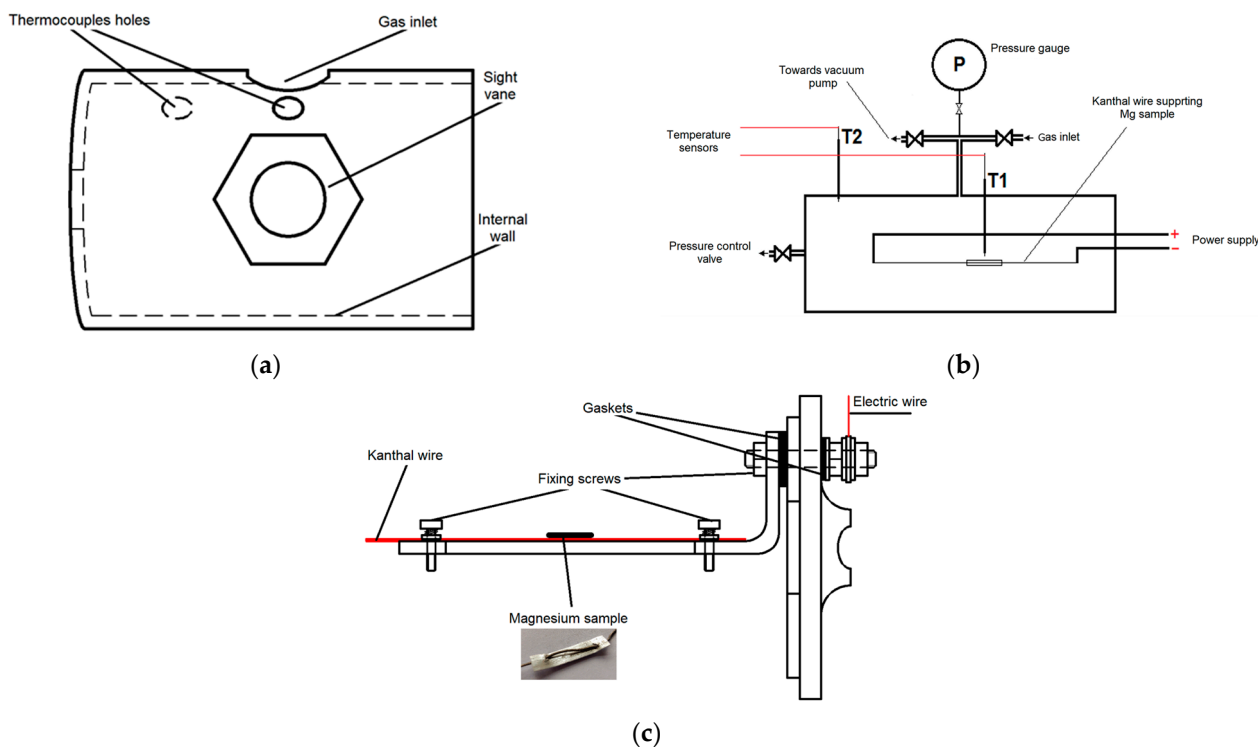 Thermocouples holes
Gas inlet
Sight
vane
Internal
wall
(a)
Pressure gauge
P
Towards vacuum
pump
Kanthal wire supprting
Mg sample
Temperature
sensors
T2
Gas inlet
T1
Pressure control
valve
+
Power supply
−
(b)
Gaskets
Electric wire
Kanthal wire
Fixing screws
Magnesium sample
(c)